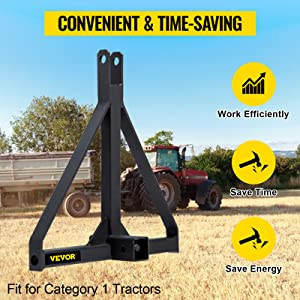 CONVENIENT & TIME-SAVING
Work Efficiently
Save Time
VEVOR
Save Energy
Fit for Category 1 Tractors